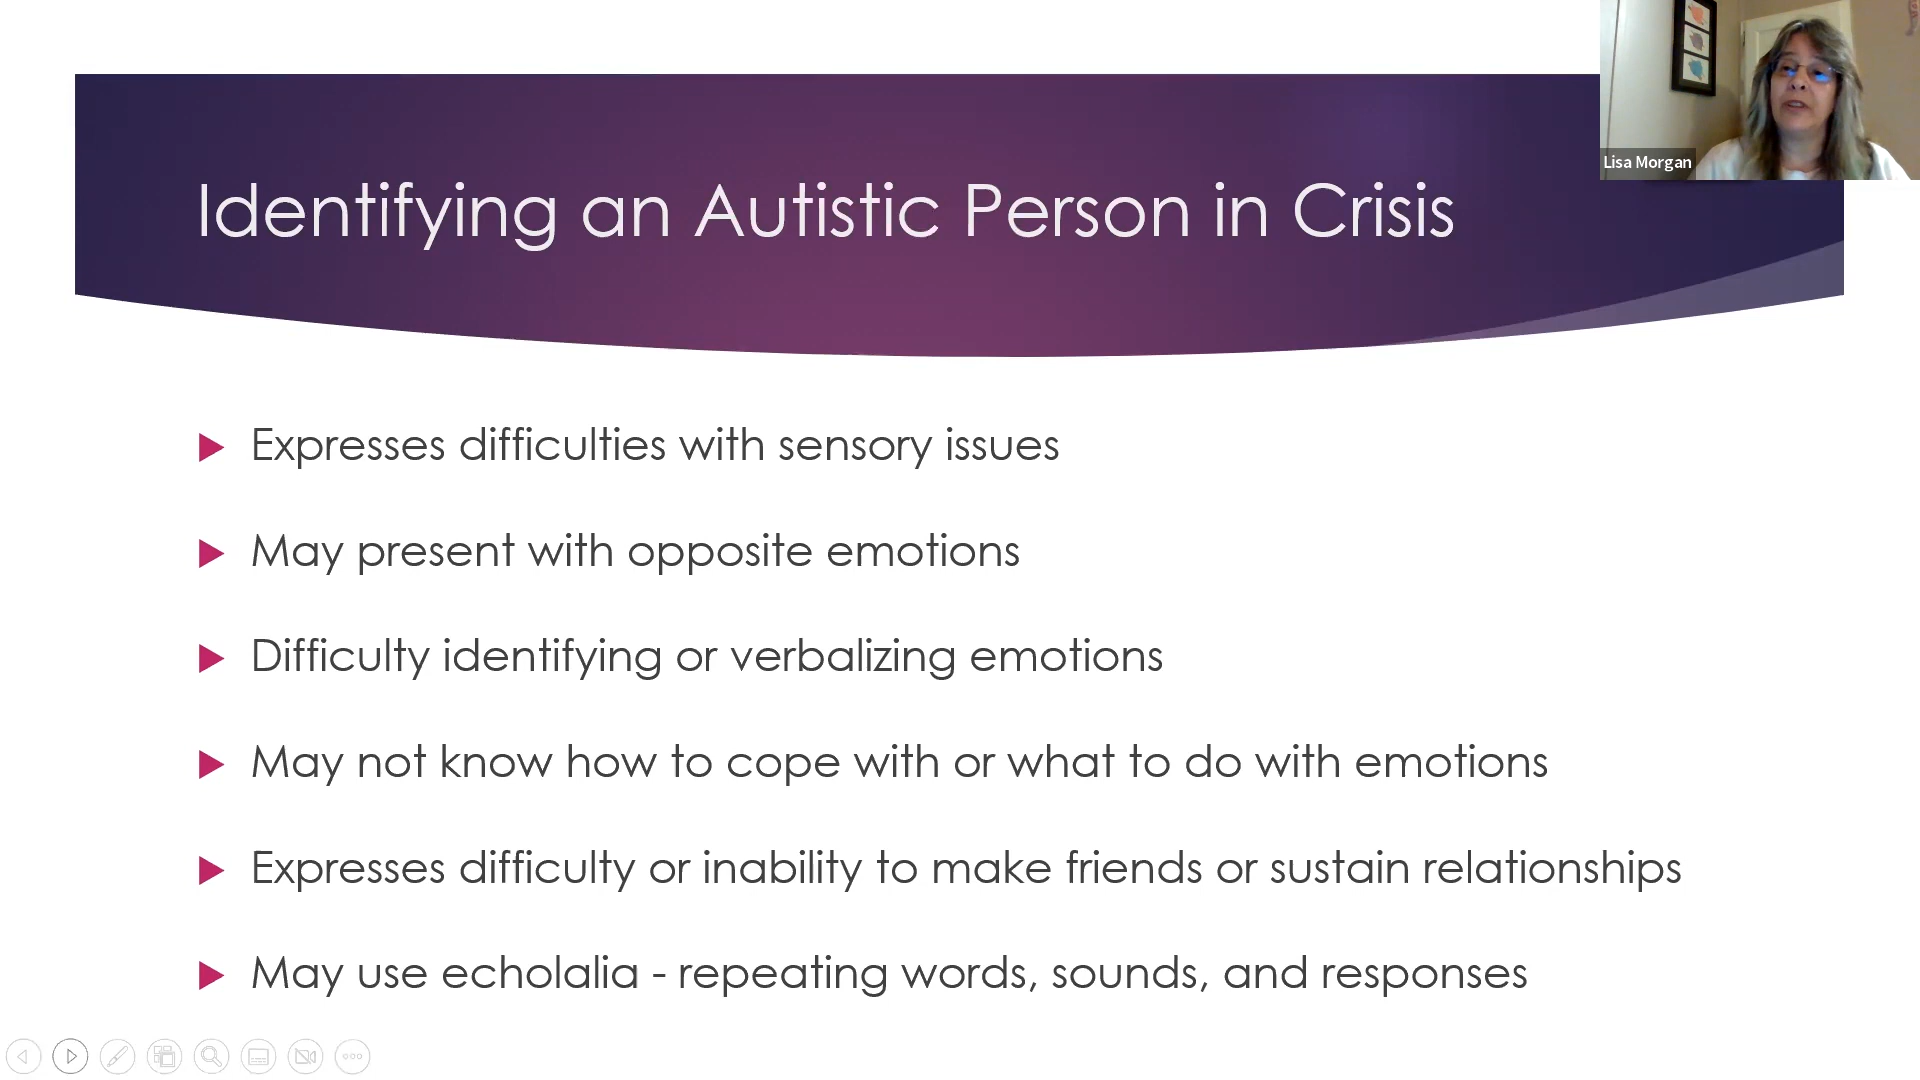 Lisa Morgan
Identifying an Autistic Person in Crisis
Expresses difficulties with sensory issues
May present with opposite emotions
Difficulty identifying or verbalizing emotions
May not know how to cope with or what to do with emotions
Expresses difficulty or inability to make friends or sustain relationships
May use echolalia - repeating words, sounds, and responses